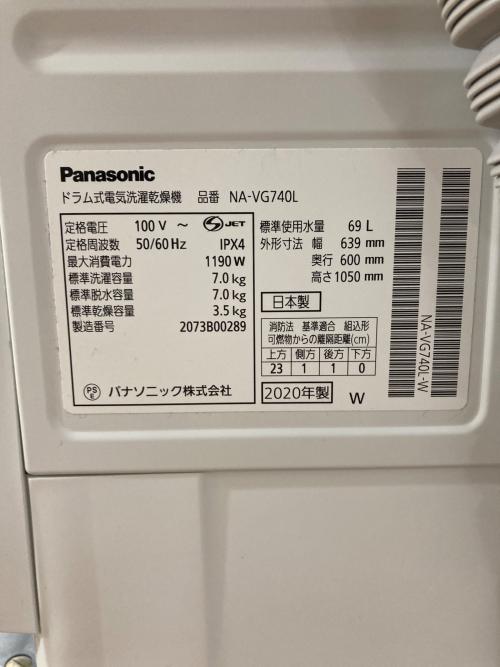 Panasonic
ドラム式電気洗濯乾燥機 品番 NA-VG740L
定格電圧 100 V ～ S JET
定格周波数 50/60 Hz IPX4
最大消費電力 1190 W
標準洗濯容量 7.0 kg
標準脱水容量 7.0 kg
標準乾燥容量 3.5 kg
製造番号 2073B00289
PS E パナソニック株式会社
標準使用水量 69 L
外形寸法 幅 639 mm
奥行 600 mm
高さ 1050 mm
日本製
消防法 基準適合 組込形
可燃物からの離隔距離(cm)
上方 側方 後方 下方
23 1 1 0
2020年製 W
NA-VG740L-W